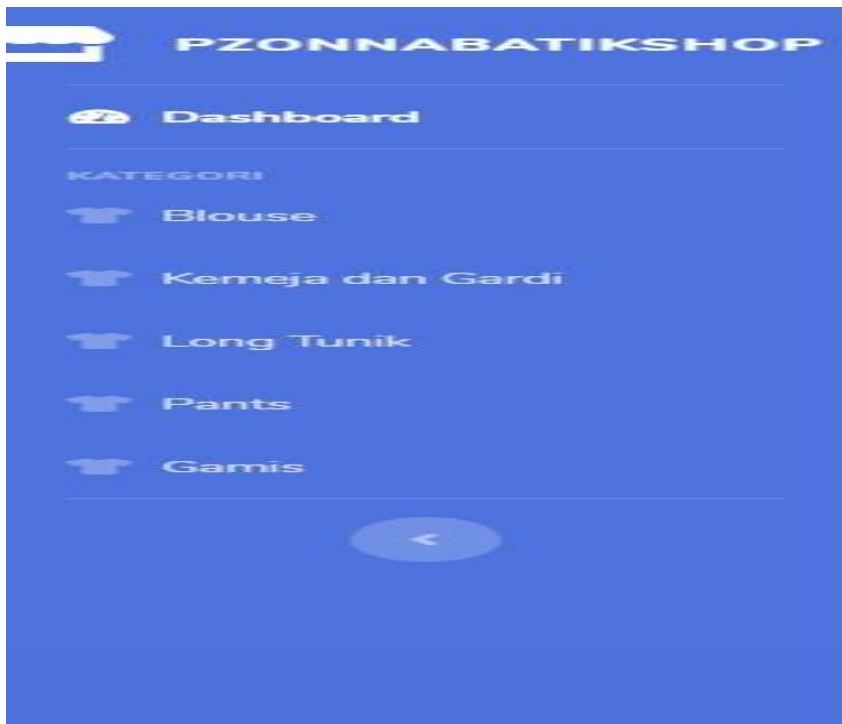 PZONNABATIKSHOP
Dashboard
KATEGORI
Blouse
Kemeja dan Gardi
Long Tunik
Pants
Gamis